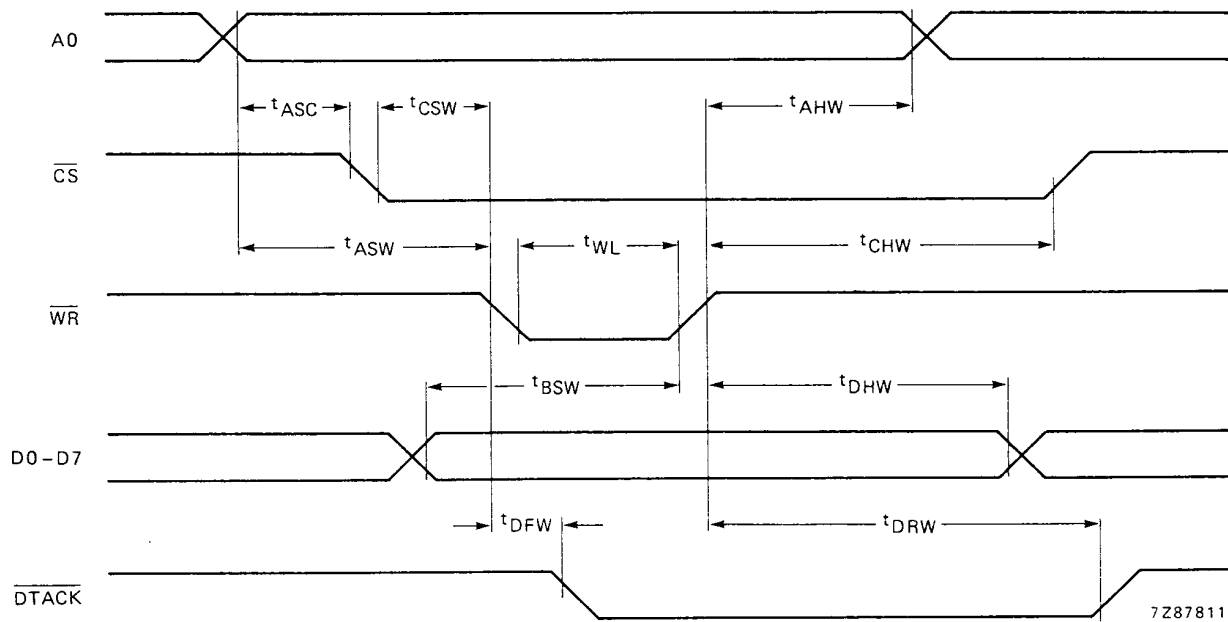 A0
tASC
tCSW
tAHW
CS
tASW
tWL
tCHW
WR
tBSW
tDHW
D0-D7
tDFW
tDRW
DTACK
7Z87811